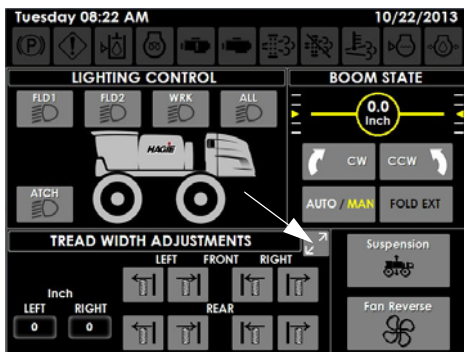 Tuesday 08:22 AM 10/22/2013
LIGHTING CONTROL
FLD1 FLD2 WRK ALL
HAGIE
ATCH
BOOM STATE
0.0
Inch
CW CCW
AUTO / MAN FOLD EXT
TREAD WIDTH ADJUSTMENTS
LEFT FRONT RIGHT
Inch
LEFT RIGHT
0 0
REAR
Suspension
Fan Reverse